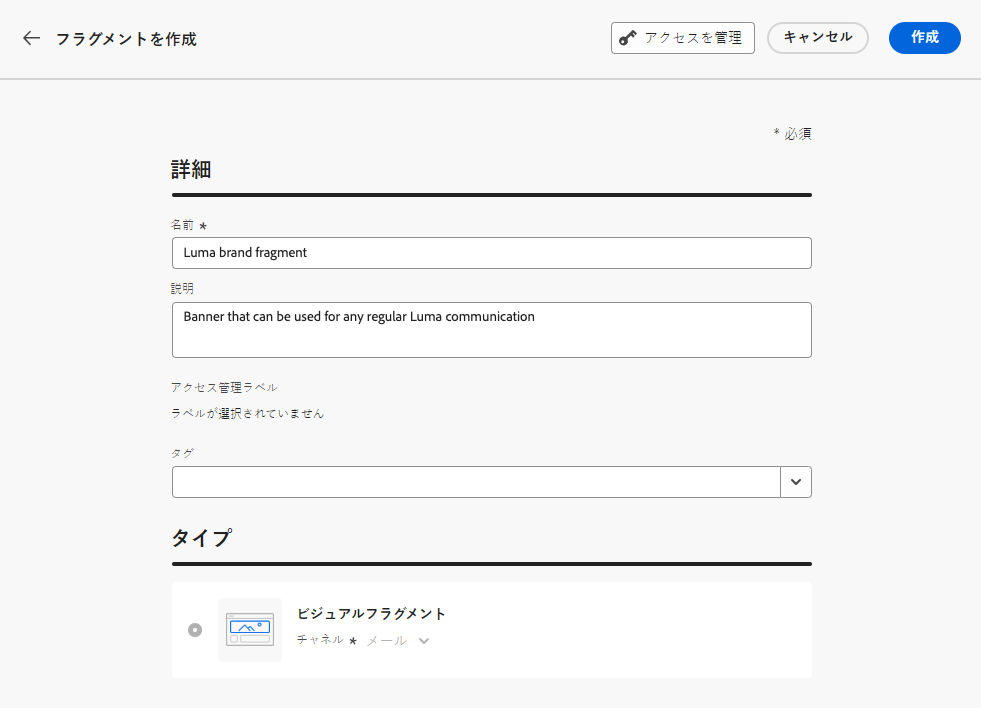 フラグメントを作成
アクセスを管理
キャンセル
作成
* 必須
詳細
名前 *
Luma brand fragment
説明
Banner that can be used for any regular Luma communication
アクセス管理ラベル
ラベルが選択されていません
タグ
タイプ
ビジュアルフラグメント
チャネル * メール